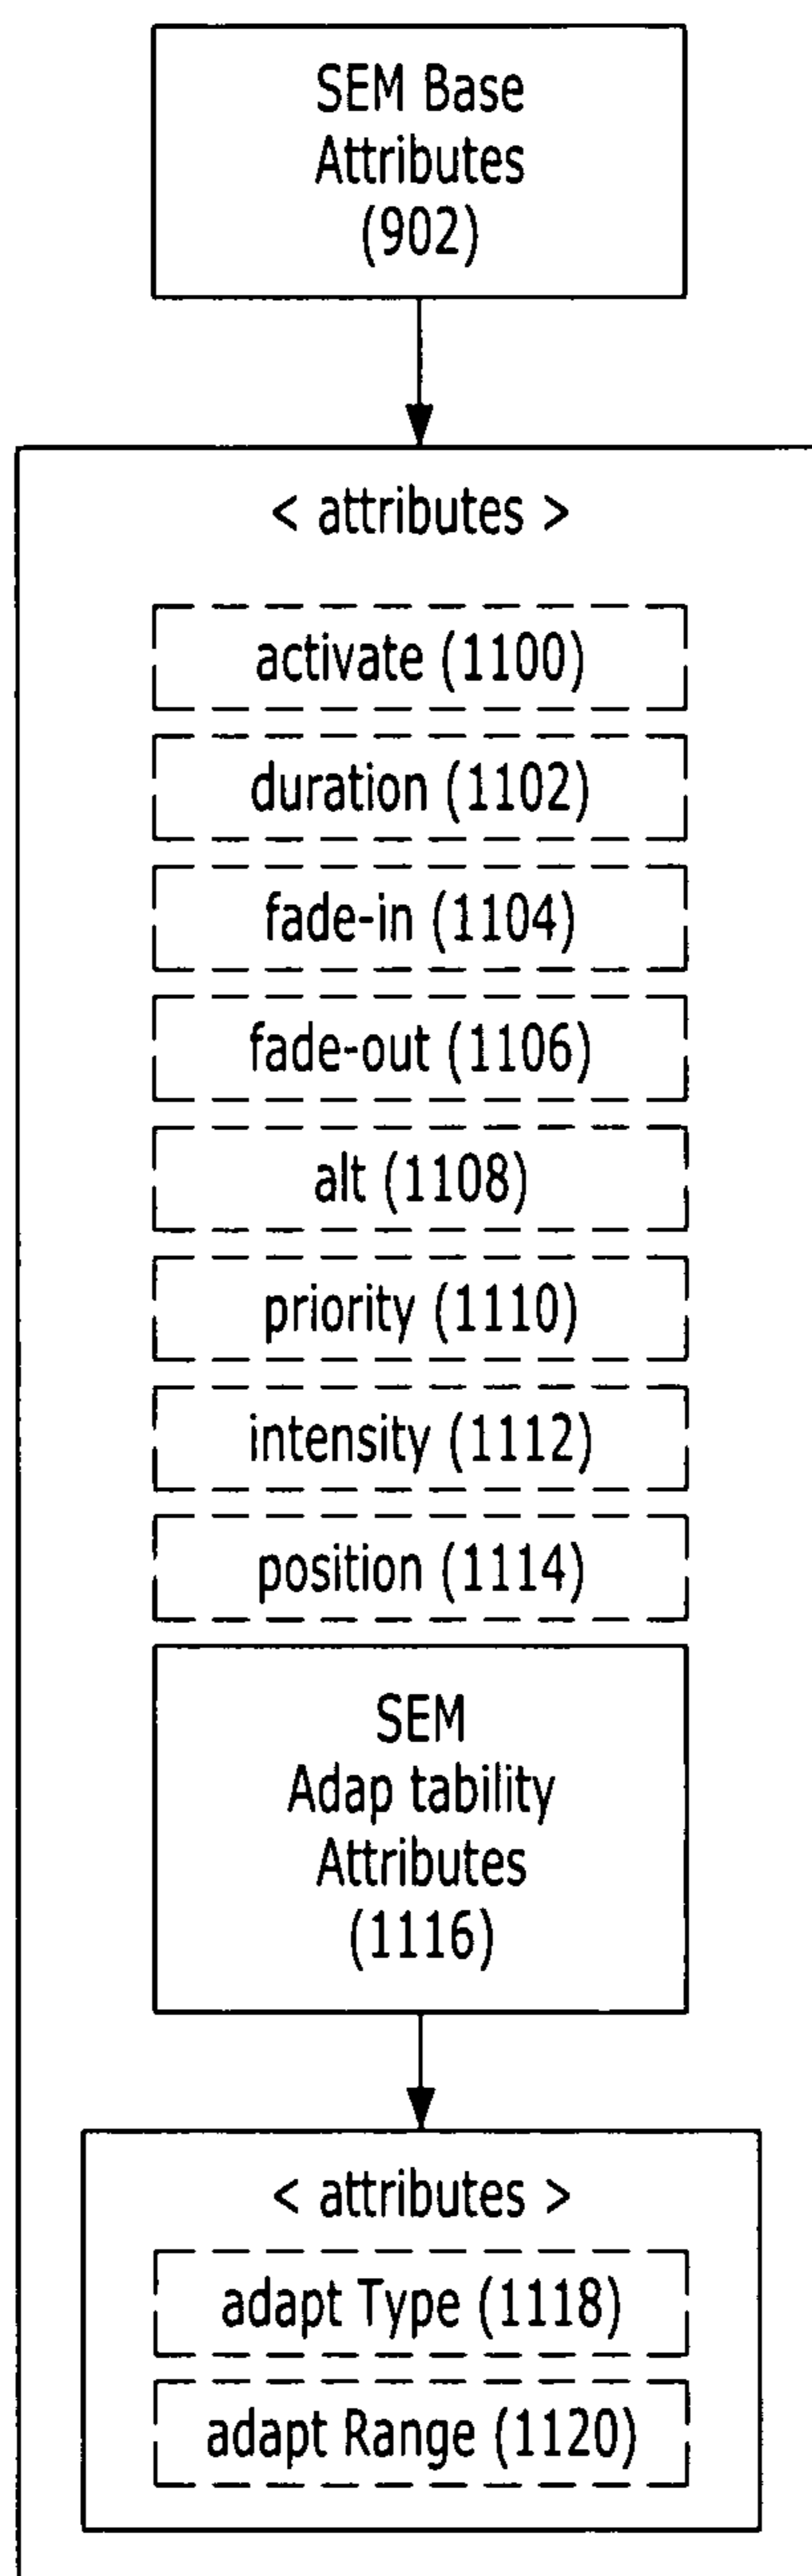 SEM Base
Attributes
(902)
< attributes >
activate (1100)
duration (1102)
fade-in (1104)
fade-out (1106)
alt (1108)
priority (1110)
intensity (1112)
position (1114)
SEM
Adap tability
Attributes
(1116)
< attributes >
adapt Type (1118)
adapt Range (1120)